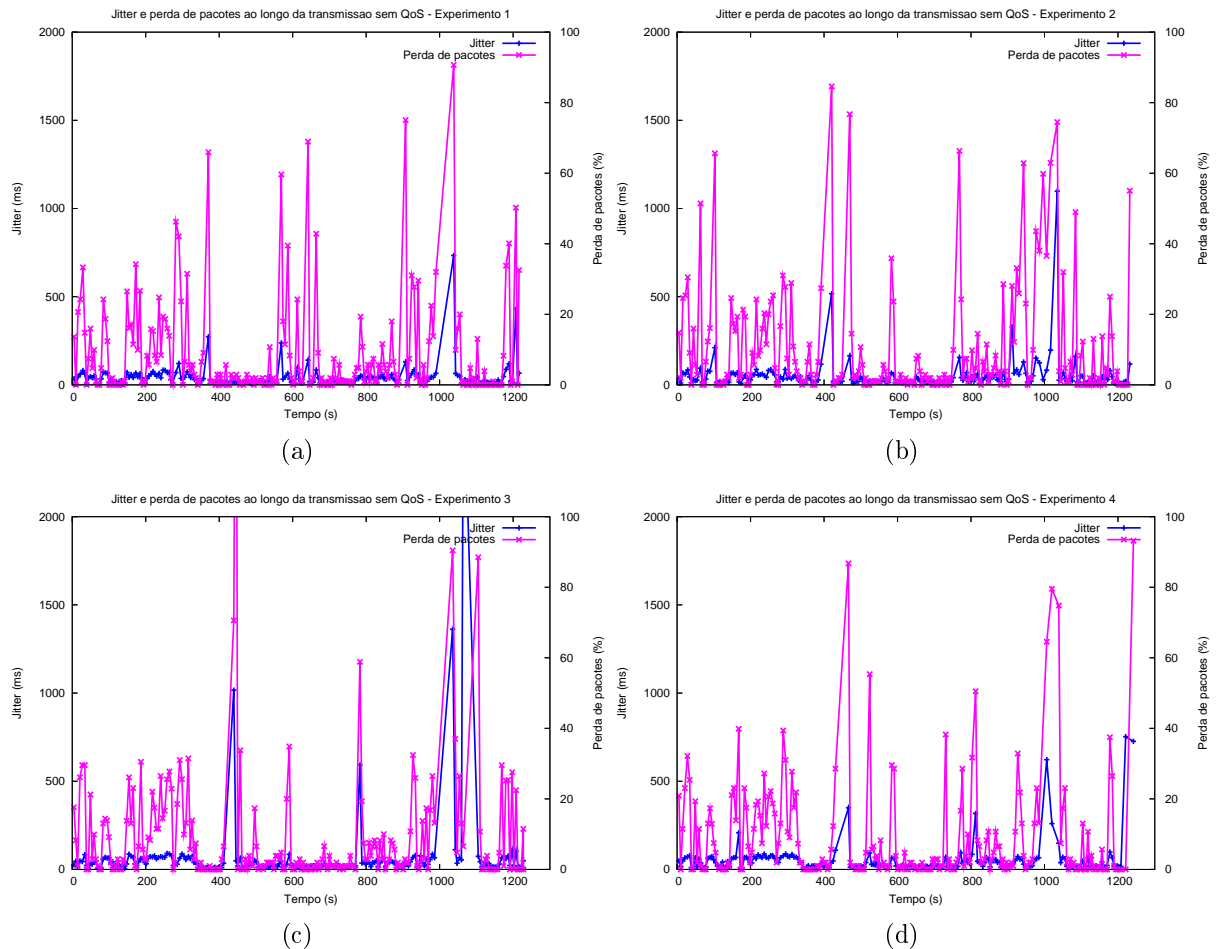 Jitter e perda de pacotes ao longo da transmissao sem QoS - Experimento 1
2000
1500
1000
500
0
Jitter (ms)
100
80
60
40
20
0
Perda de pacotes (%)
Jitter
Perda de pacotes
0 200 400 600 800 1000 1200
Tempo (s)
(a)
Jitter e perda de pacotes ao longo da transmissao sem QoS - Experimento 2
2000
1500
1000
500
0
Jitter (ms)
100
80
60
40
20
0
Perda de pacotes (%)
Jitter
Perda de pacotes
0 200 400 600 800 1000 1200
Tempo (s)
(b)
Jitter e perda de pacotes ao longo da transmissao sem QoS - Experimento 3
2000
1500
1000
500
0
Jitter (ms)
100
80
60
40
20
0
Perda de pacotes (%)
Jitter
Perda de pacotes
0 200 400 600 800 1000 1200
Tempo (s)
(c)
Jitter e perda de pacotes ao longo da transmissao sem QoS - Experimento 4
2000
1500
1000
500
0
Jitter (ms)
100
80
60
40
20
0
Perda de pacotes (%)
Jitter
Perda de pacotes
0 200 400 600 800 1000 1200
Tempo (s)
(d)